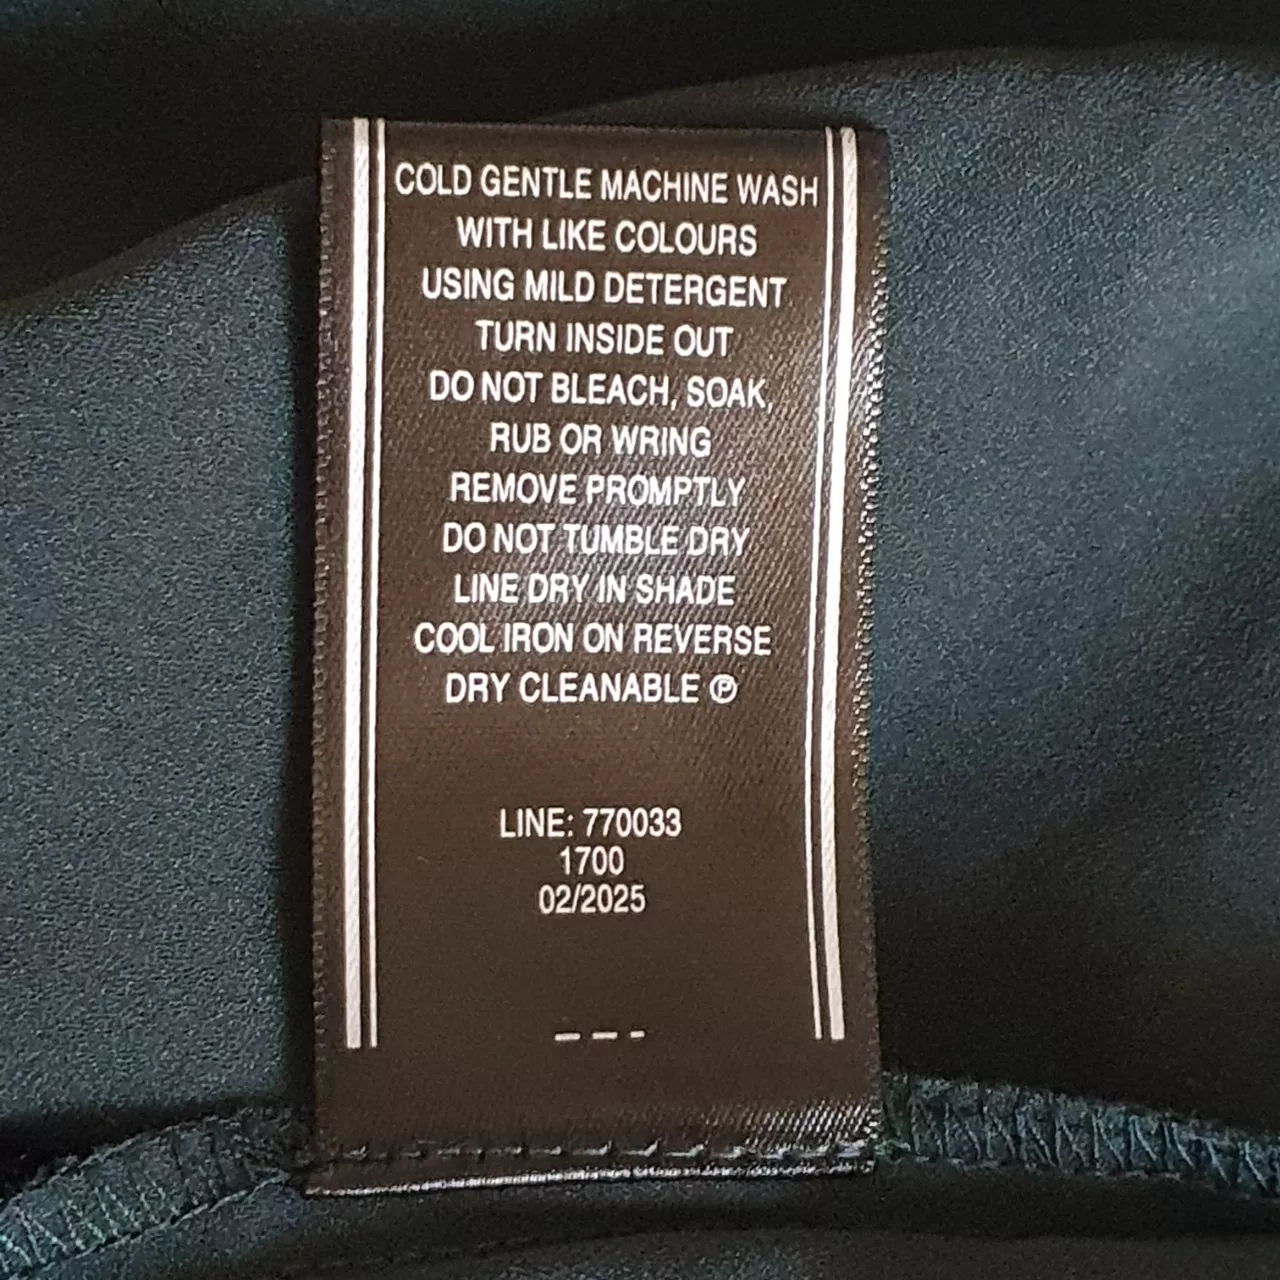 COLD GENTLE MACHINE WASH
WITH LIKE COLOURS
USING MILD DETERGENT
TURN INSIDE OUT
DO NOT BLEACH, SOAK,
RUB OR WRING
REMOVE PROMPTLY
DO NOT TUMBLE DRY
LINE DRY IN SHADE
COOL IRON ON REVERSE
DRY CLEANABLE Ⓟ
LINE: 770033
1700
02/2025